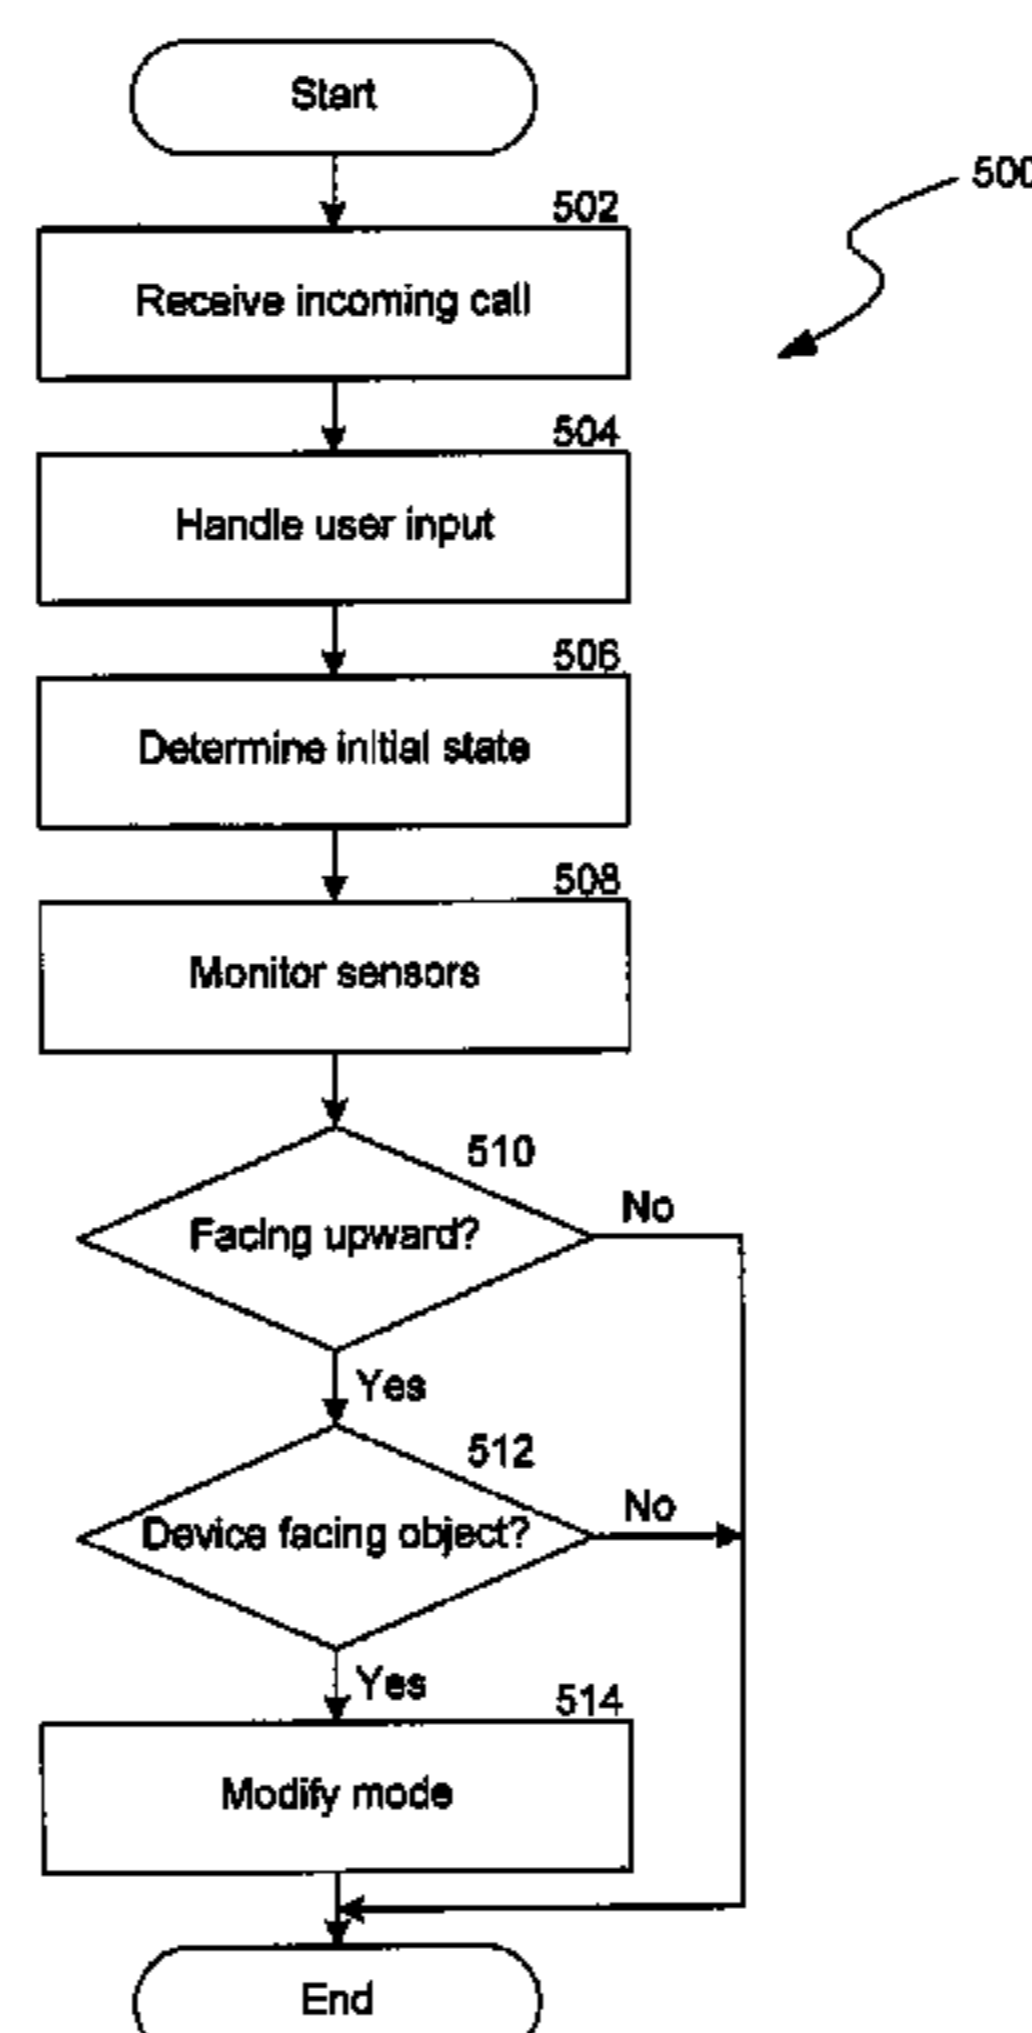 Start
500
502
Receive incoming call
504
Handle user input
506
Determine initial state
508
Monitor sensors
510
Facing upward?
No
Yes
512
Device facing object?
No
Yes
514
Modify mode
End